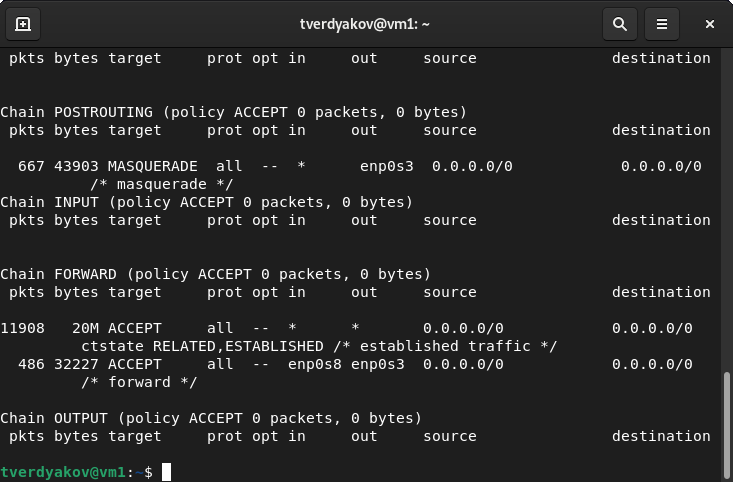 tverdyakov@vm1: ~
pkts bytes target     prot opt in     out     source                     destination
Chain POSTROUTING (policy ACCEPT 0 packets, 0 bytes)
pkts bytes target     prot opt in     out     source                     destination
667 43903 MASQUERADE  all  --  *      enp0s3  0.0.0.0/0            0.0.0.0/0
/* masquerade */
Chain INPUT (policy ACCEPT 0 packets, 0 bytes)
pkts bytes target     prot opt in     out     source                     destination
Chain FORWARD (policy ACCEPT 0 packets, 0 bytes)
pkts bytes target     prot opt in     out     source                     destination
11908   20M ACCEPT     all  --  *      *       0.0.0.0/0            0.0.0.0/0
ctstate RELATED,ESTABLISHED /* established traffic */
486 32227 ACCEPT     all  --  enp0s8 enp0s3  0.0.0.0/0            0.0.0.0/0
/* forward */
Chain OUTPUT (policy ACCEPT 0 packets, 0 bytes)
pkts bytes target     prot opt in     out     source                     destination
tverdyakov@vm1:~$